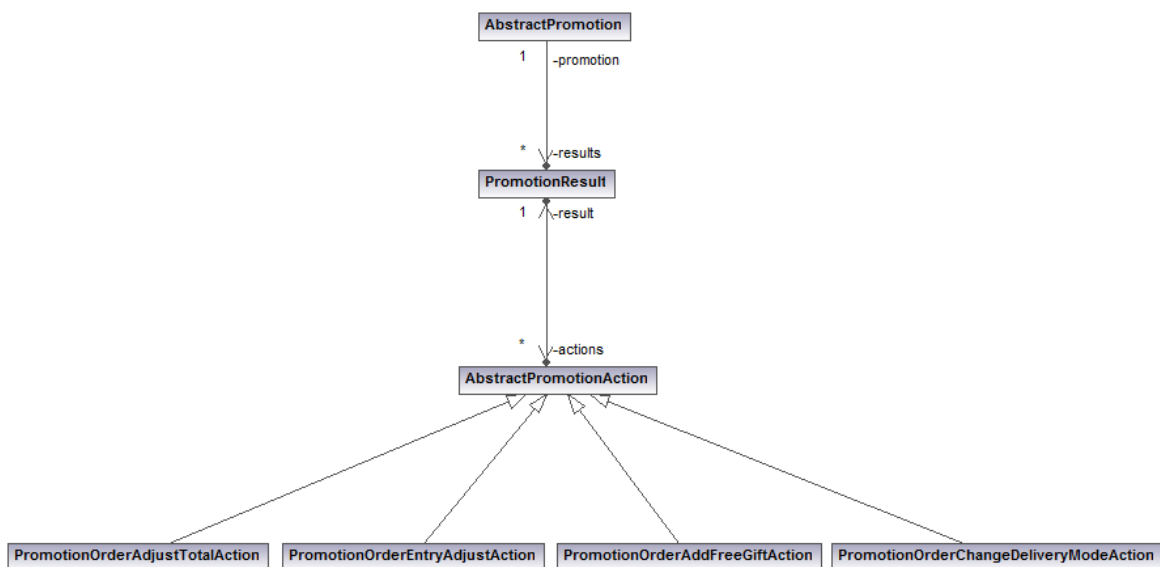 AbstractPromotion
1 -promotion
* -results
PromotionResult
1 -result
* -actions
AbstractPromotionAction
PromotionOrderAdjustTotalAction PromotionOrderEntryAdjustAction PromotionOrderAddFreeGiftAction PromotionOrderChangeDeliveryModeAction